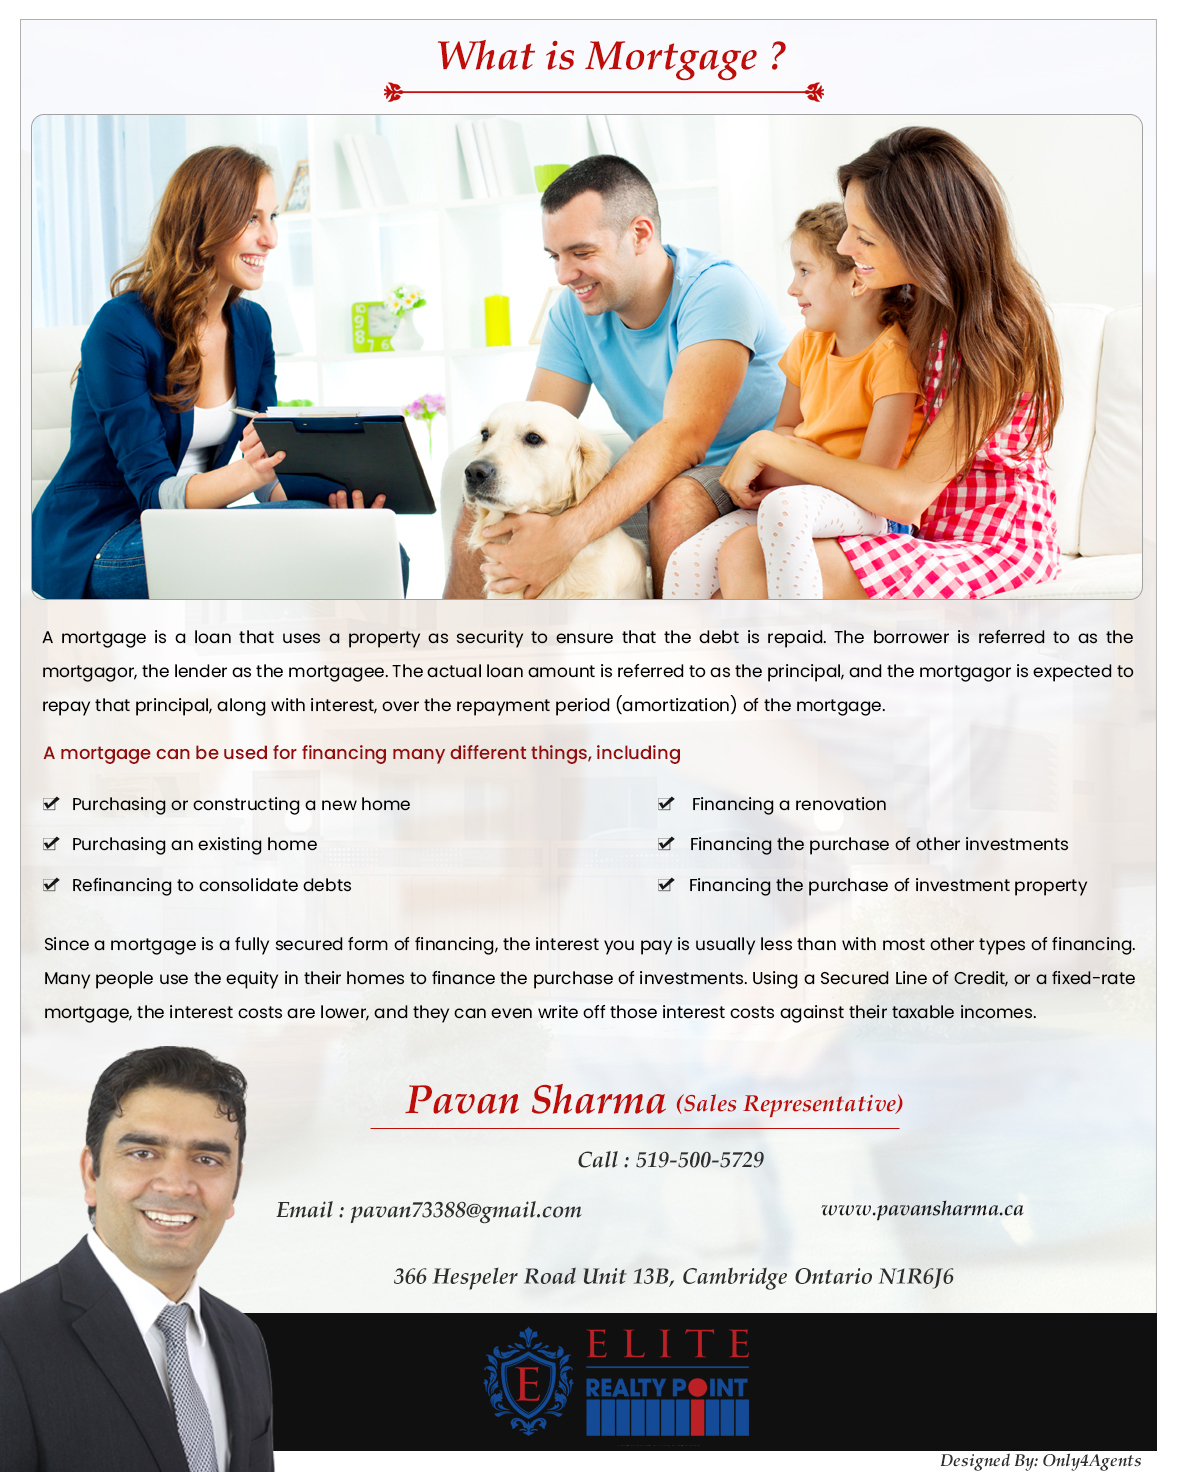 What is Mortgage ?
A mortgage is a loan that uses a property as security to ensure that the debt is repaid. The borrower is referred to as the
mortgagor, the lender as the mortgagee. The actual loan amount is referred to as the principal, and the mortgagor is expected to
repay that principal, along with interest, over the repayment period (amortization) of the mortgage.
A mortgage can be used for financing many different things, including
Purchasing or constructing a new home
Purchasing an existing home
Refinancing to consolidate debts
Financing a renovation
Financing the purchase of other investments
Financing the purchase of investment property
Since a mortgage is a fully secured form of financing, the interest you pay is usually less than with most other types of financing.
Many people use the equity in their homes to finance the purchase of investments. Using a Secured Line of Credit, or a fixed-rate
mortgage, the interest costs are lower, and they can even write off those interest costs against their taxable incomes.
Pavan Sharma (Sales Representative)
Call : 519-500-5729
Email : pavan73388@gmail.com
www.pavansharma.ca
366 Hespeler Road Unit 13B, Cambridge Ontario N1R6J6
E
ELITE
REALTY POINT
Designed By: Only4Agents